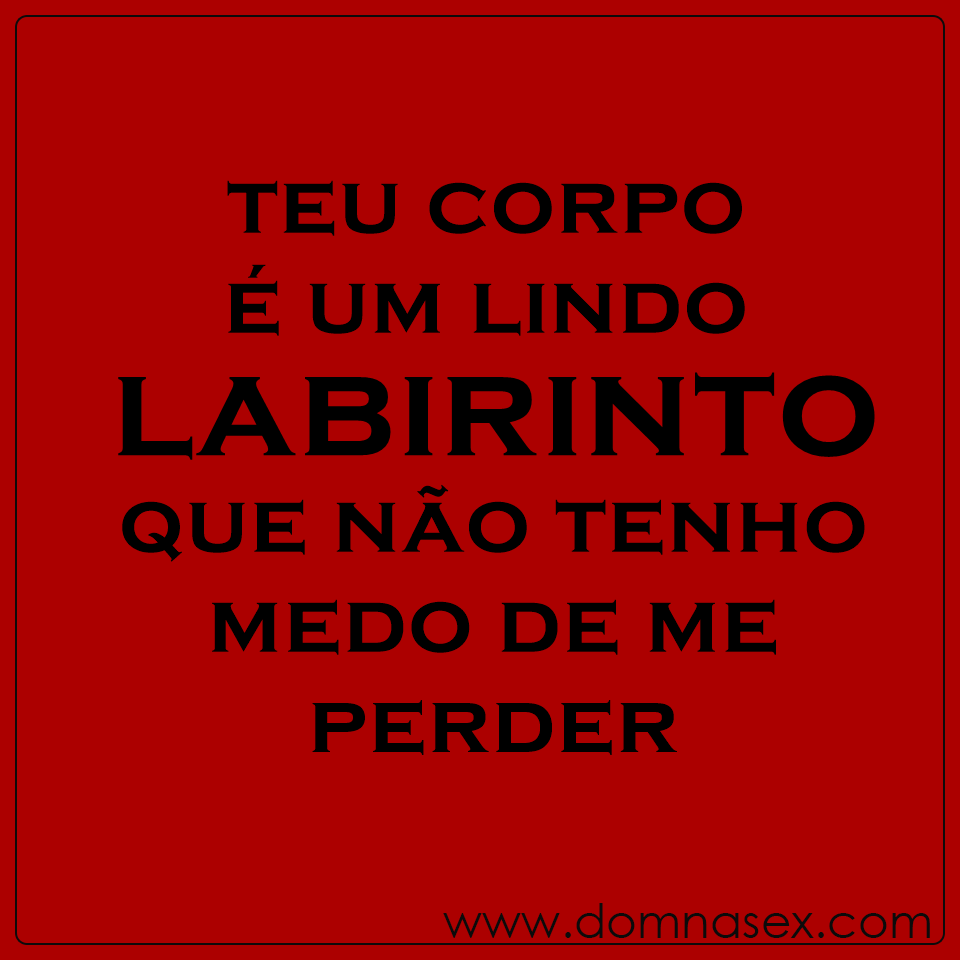 TEU CORPO
É UM LINDO
LABIRINTO
QUE NÃO TENHO
MEDO DE ME
PERDER
www.domnasex.com